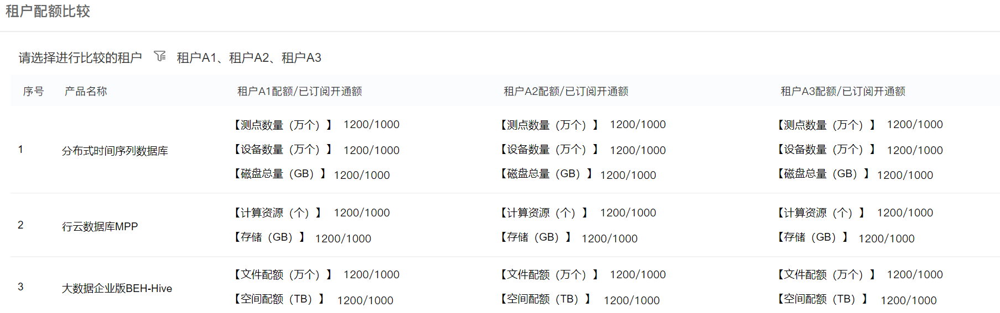 租户配额比较
请选择进行比较的租户 租户A1、租户A2、租户A3
序号 产品名称 租户A1配额/已订阅开通额 租户A2配额/已订阅开通额 租户A3配额/已订阅开通额
【测点数量（万个）】 1200/1000 【测点数量（万个）】 1200/1000 【测点数量（万个）】 1200/1000
1 分布式时间序列数据库 【设备数量（万个）】 1200/1000 【设备数量（万个）】 1200/1000 【设备数量（万个）】 1200/1000
【磁盘总量（GB）】 1200/1000 【磁盘总量（GB）】 1200/1000 【磁盘总量（GB）】 1200/1000
【计算资源（个）】 1200/1000 【计算资源（个）】 1200/1000 【计算资源（个）】 1200/1000
2 行云数据库MPP
【存储（GB）】 1200/1000 【存储（GB）】 1200/1000 【存储（GB）】 1200/1000
【文件配额（万个）】 1200/1000 【文件配额（万个）】 1200/1000 【文件配额（万个）】 1200/1000
3 大数据企业版BEH-Hive
【空间配额（TB）】 1200/1000 【空间配额（TB）】 1200/1000 【空间配额（TB）】 1200/1000